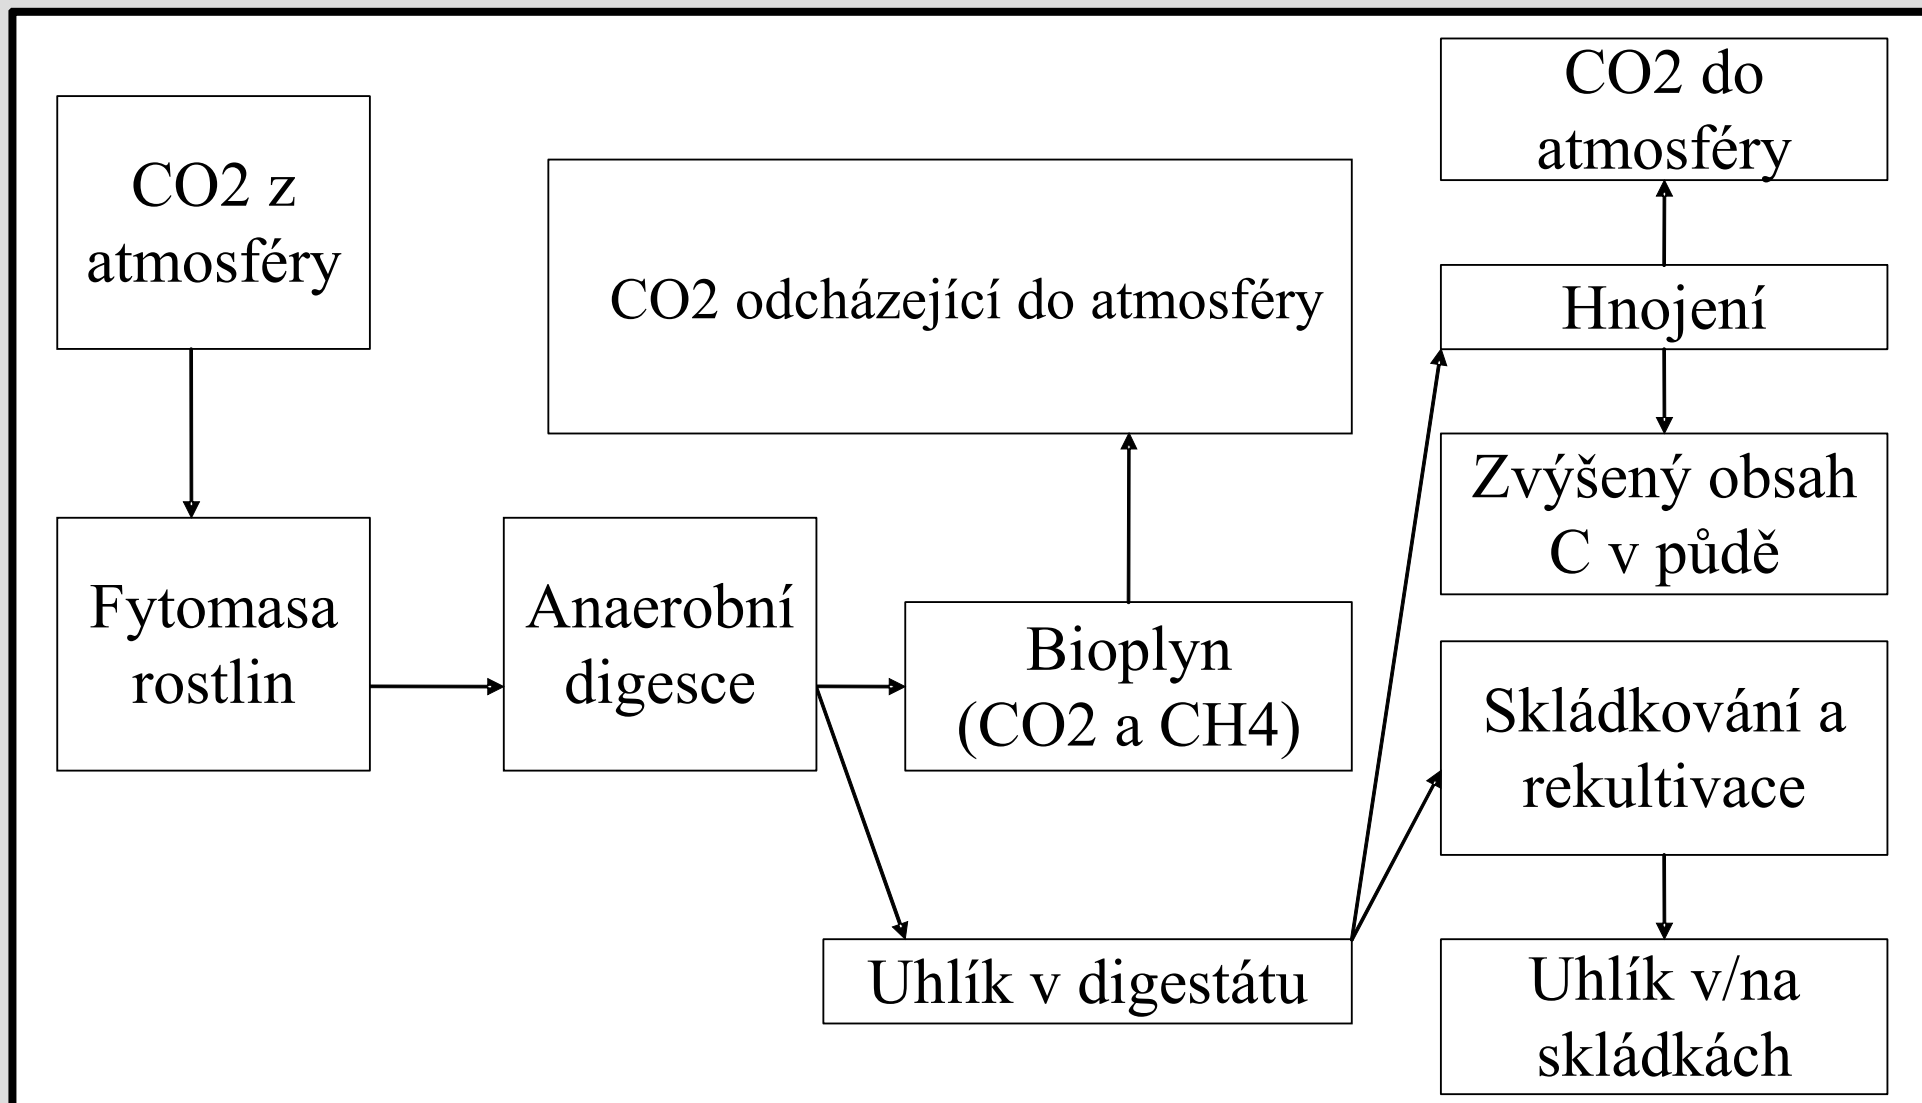 CO2 z
atmosféry
Fytomasa
rostlin
Anaerobní
digesce
CO2 odcházející do atmosféry
Bioplyn
(CO2 a CH4)
Uhlík v digestátu
CO2 do
atmosféry
Hnojení
Zvýšený obsah
C v půdě
Skládkování a
rekultivace
Uhlík v/na
skládkách